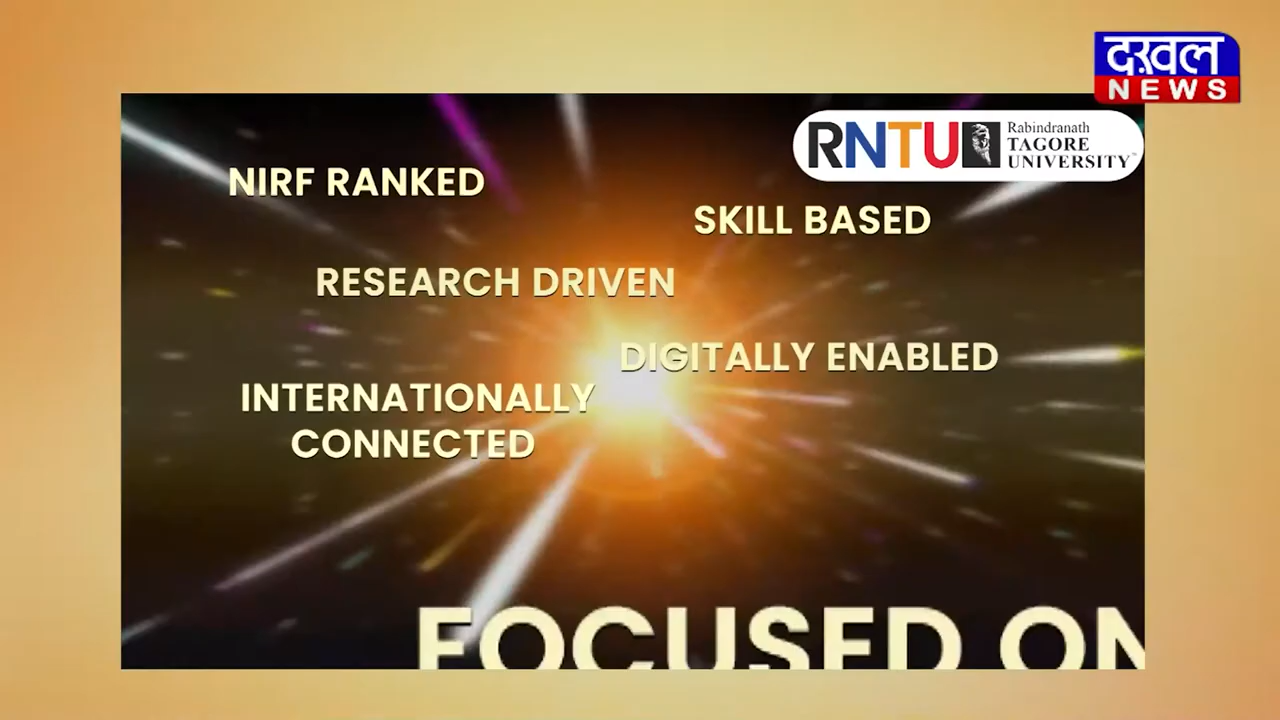 दख़ल
NEWS
RNTU
Rabindranath
TAGORE
UNIVERSITY
NIRF RANKED
SKILL BASED
RESEARCH DRIVEN
DIGITALLY ENABLED
INTERNATIONALLY
CONNECTED
FOCUSED ON